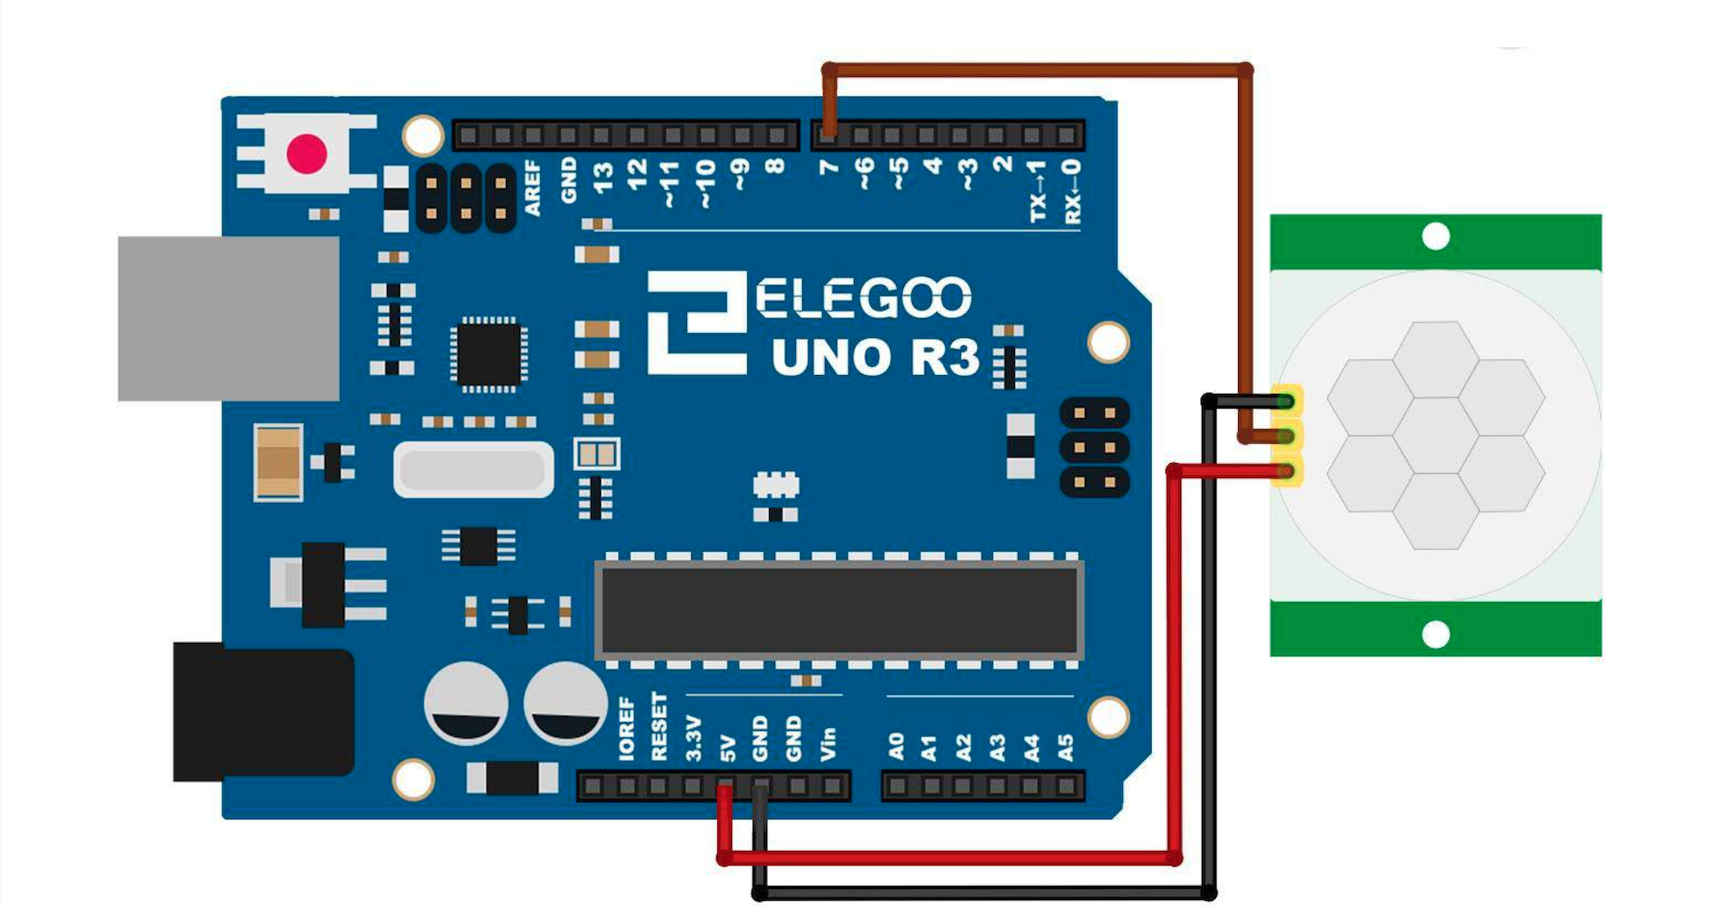 AREF GND 13 12 ~11 ~10 ~9 8 7 ~6 ~5 4 ~3 2 TX→1 RX←0
ELEGOO
UNO R3
IOREF RESET 3.3V 5V GND GND Vin A0 A1 A2 A3 A4 A5